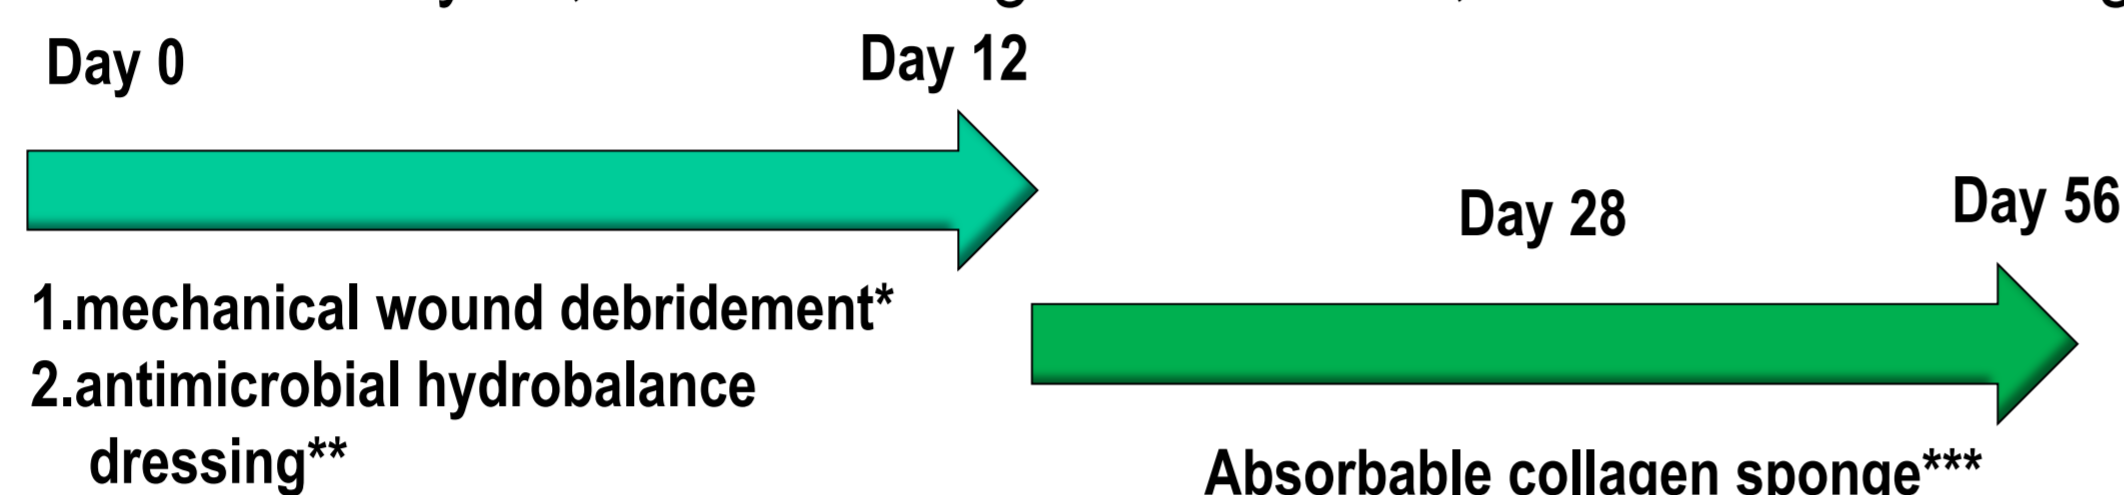 Day 0
Day 12
Day 28
Day 56
1.mechanical wound debridement*
2.antimicrobial hydrobalance
dressing**
Absorbable collagen sponge***